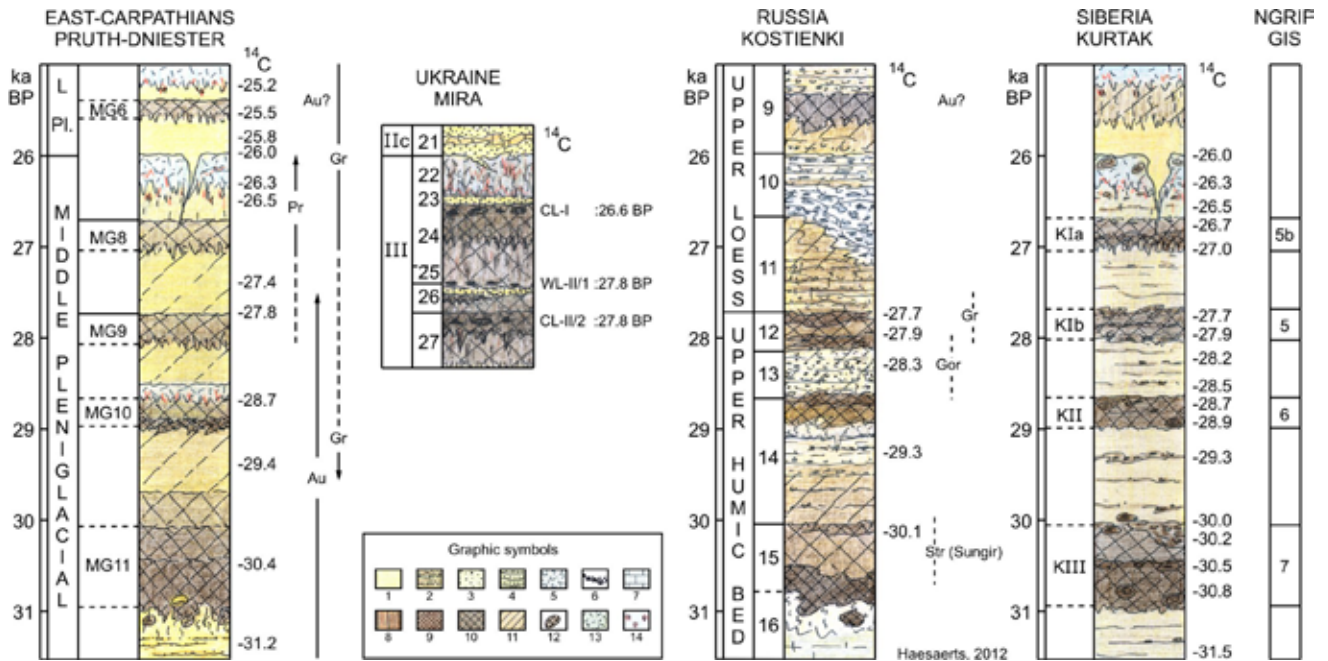 EAST-CARPATHIANS
PRUTH-DNIESTER
ka
BP
14C
L
Pl.
MIDDLE PLENIGLACIAL
MG6
MG8
MG9
MG10
MG11
26
27
28
29
30
31
-25.2
-25.5
-25.8
-26.0
-26.3
-26.5
-27.4
-27.8
-28.7
-29.4
-30.4
-31.2
Au?
Gr
Pr
Gr
Au
UKRAINE
MIRA
14C
IIc
III
21
22
23
24
25
26
27
CL-I :26.6 BP
WL-II/1 :27.8 BP
CL-II/2 :27.8 BP
Graphic symbols
1 2 3 4 5 6 7
8 9 10 11 12 13 14
RUSSIA
KOSTIENKI
ka
BP
14C
UPPER LOESS
UPPER HUMIC BED
26
27
28
29
30
31
9
10
11
12
13
14
15
16
-27.7
-27.9
-28.3
-29.3
-30.1
Au?
Gr
Gor
Str (Sungir)
Haesaerts, 2012
SIBERIA
KURTAK
ka
BP
14C
26
27
28
29
30
31
KIa
KIb
KII
KIII
-26.0
-26.3
-26.5
-26.7
-27.0
-27.7
-27.9
-28.2
-28.5
-28.7
-28.9
-29.3
-30.0
-30.2
-30.5
-30.8
-31.5
NGRIF
GIS
5b
5
6
7